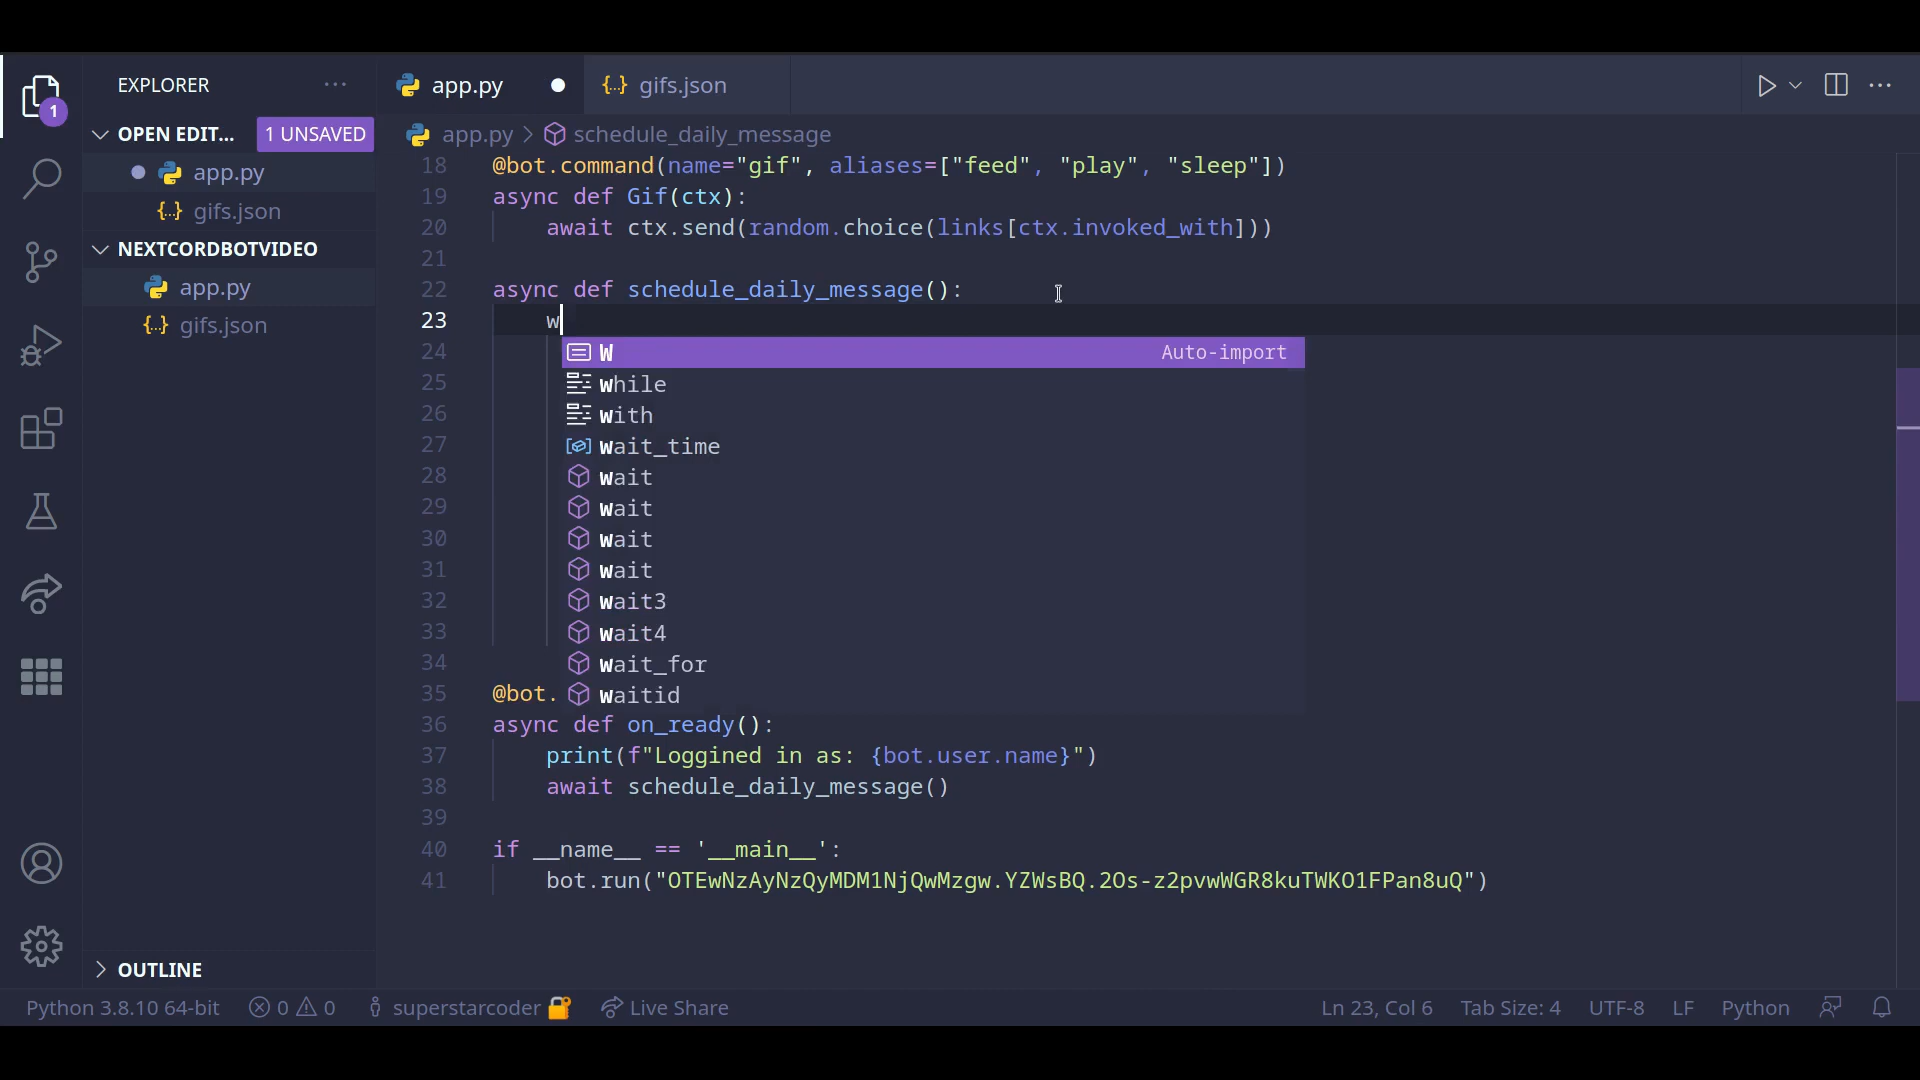 EXPLORER ···
OPEN EDIT... 1 UNSAVED
app.py
gifs.json
NEXTCORDBOTVIDEO
app.py
gifs.json
OUTLINE
1
app.py
gifs.json
app.py > schedule_daily_message
18 @bot.command(name="gif", aliases=["feed", "play", "sleep"])
19 async def Gif(ctx):
20 await ctx.send(random.choice(links[ctx.invoked_with]))
21
22 async def schedule_daily_message():
23 w
24 W Auto-import
25 while
26 with
27 wait_time
28 wait
29 wait
30 wait
31 wait
32 wait3
33 wait4
34 wait_for
35 @bot. waitid
36 async def on_ready():
37 print(f"Loggined in as: {bot.user.name}")
38 await schedule_daily_message()
39
40 if __name__ == '__main__':
41 bot.run("OTEwNzAyNzQyMDM1NjQwMzgw.YZWsBQ.2Os-z2pvwWGR8kuTWKO1FPan8uQ")
Python 3.8.10 64-bit 0 0 superstarcoder Live Share Ln 23, Col 6 Tab Size: 4 UTF-8 LF Python